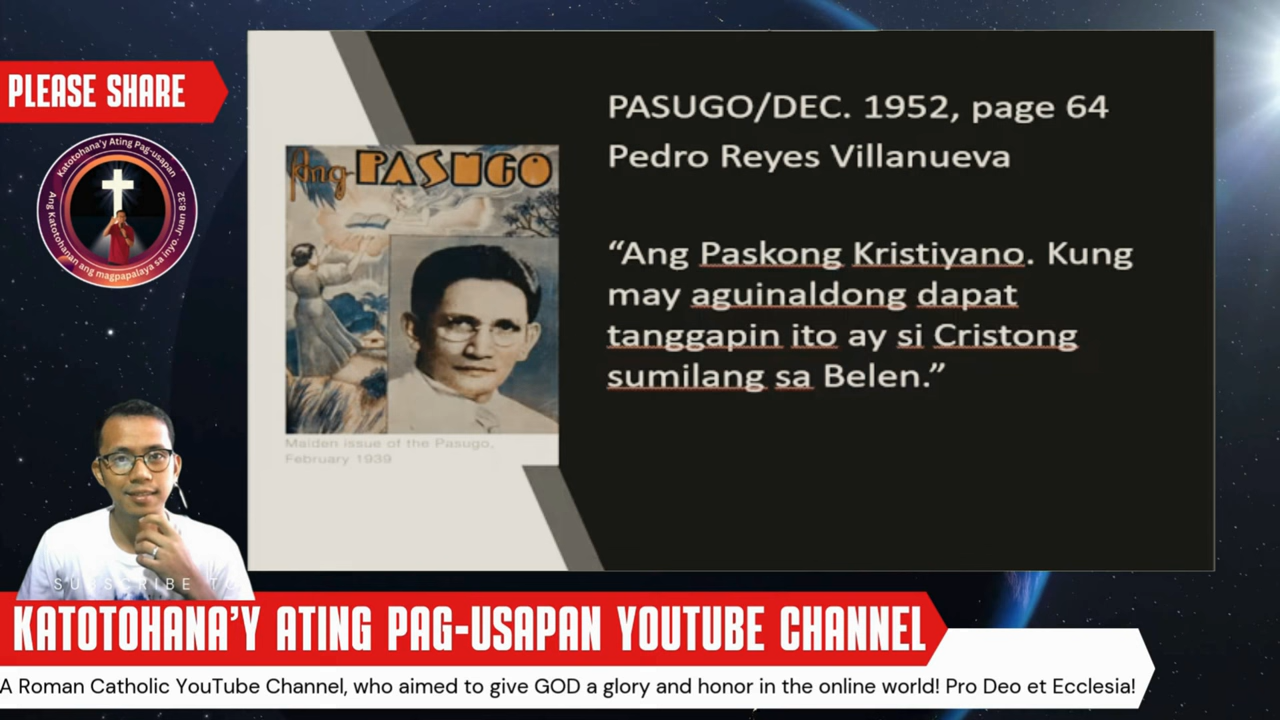 PLEASE SHARE
Katotohana'y Ating Pag-usapan
Ang Katotohanan ang magpapalaya sa inyo. Juan 8:32
Ang PASUGO
Maiden issue of the Pasugo,
February 1939
PASUGO/DEC. 1952, page 64
Pedro Reyes Villanueva
“Ang Paskong Kristiyano. Kung
may aguinaldong dapat
tanggapin ito ay si Cristong
sumilang sa Belen.”
SUBSCRIBE TO
KATOTOHANA'Y ATING PAG-USAPAN YOUTUBE CHANNEL
A Roman Catholic YouTube Channel, who aimed to give GOD a glory and honor in the online world! Pro Deo et Ecclesia!